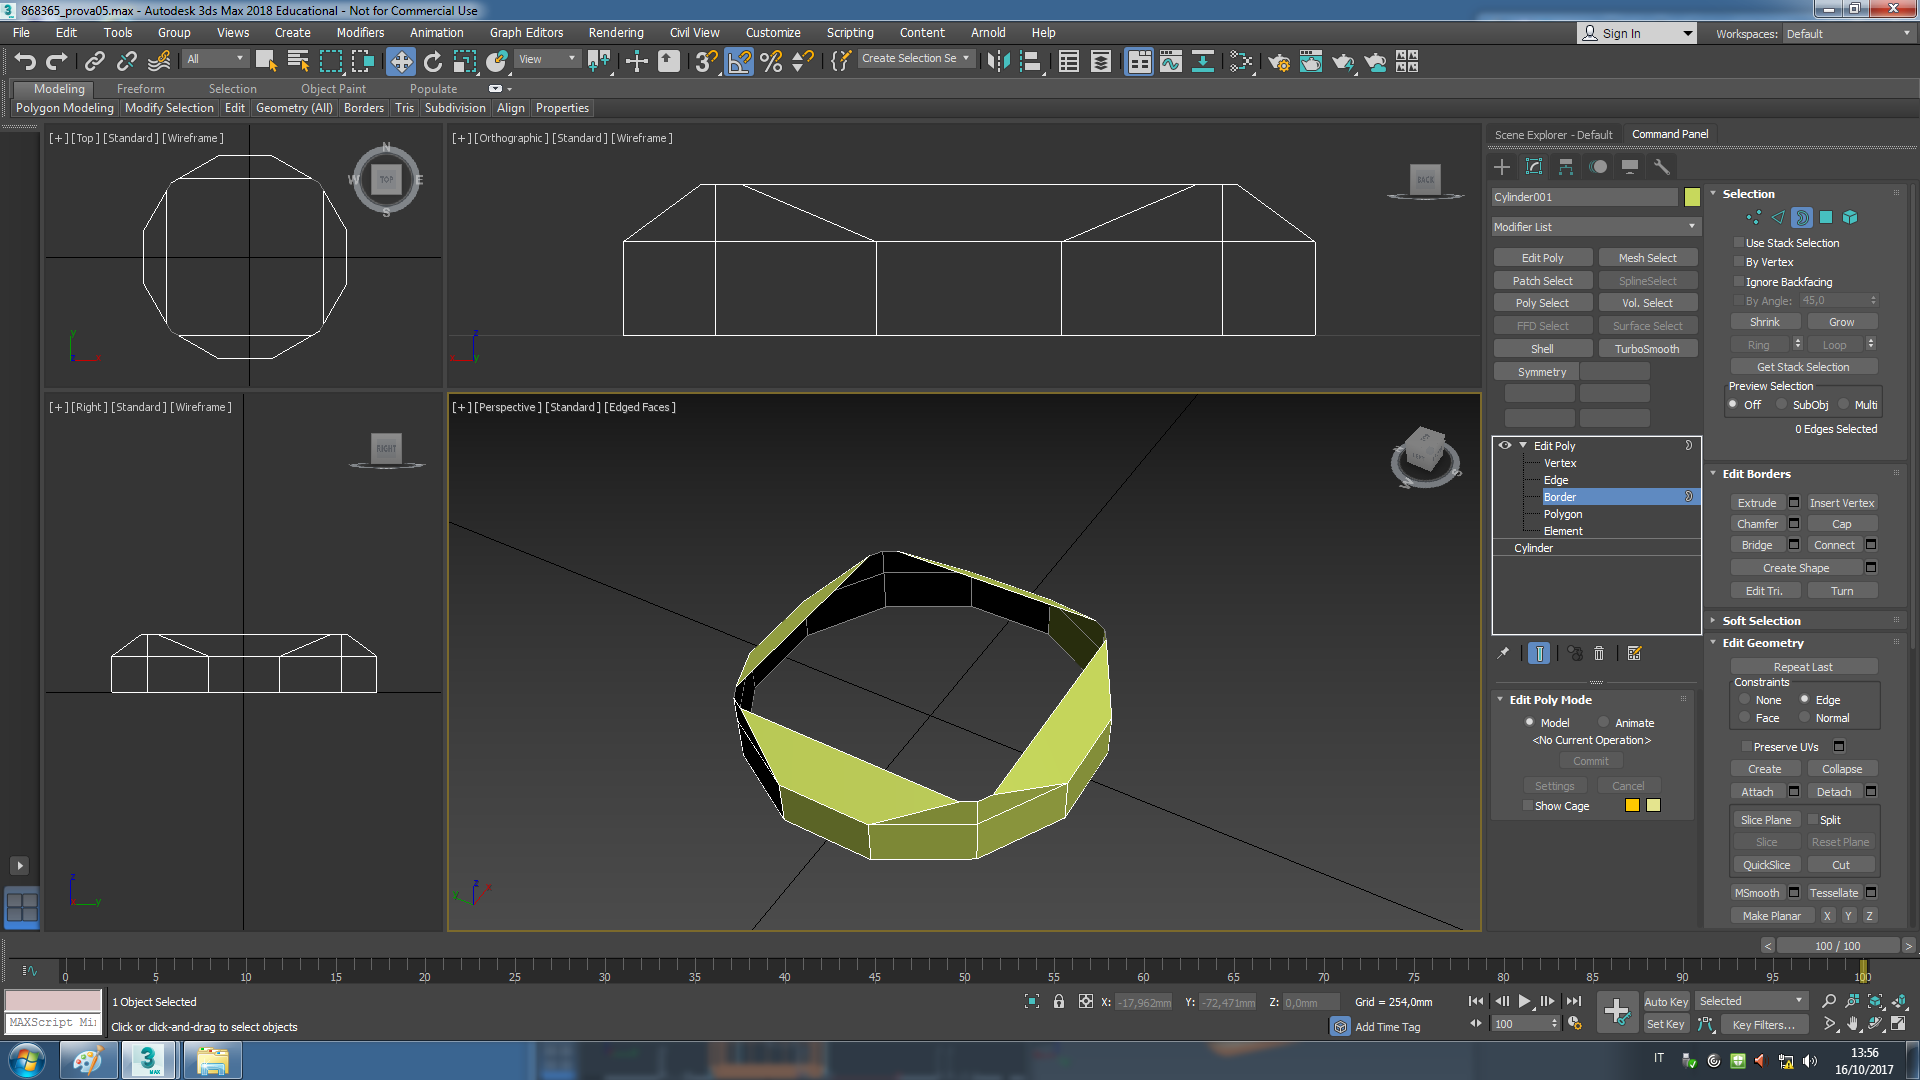 868365_prova05.max - Autodesk 3ds Max 2018 Educational - Not for Commercial Use
File Edit Tools Group Views Create Modifiers Animation Graph Editors Rendering Civil View Customize Scripting Content Arnold Help
Sign In
Workspaces: Default
All
View
Create Selection Se
Modeling Freeform Selection Object Paint Populate
Polygon Modeling Modify Selection Edit Geometry (All) Borders Tris Subdivision Align Properties
[+] [Top] [Standard] [Wireframe]
N
W TOP E
S
y
z
[+] [Orthographic] [Standard] [Wireframe]
BACK
z
y
[+] [Right] [Standard] [Wireframe]
RIGHT
z
y
[+] [Perspective] [Standard] [Edged Faces]
z
x
y
Scene Explorer - Default Command Panel
Cylinder001
Modifier List
Edit Poly Mesh Select
Patch Select SplineSelect
Poly Select Vol. Select
FFD Select Surface Select
Shell TurboSmooth
Symmetry
Edit Poly
Vertex
Edge
Border
Polygon
Element
Cylinder
Edit Poly Mode
Model Animate
<No Current Operation>
Commit
Settings Cancel
Show Cage
Selection
Use Stack Selection
By Vertex
Ignore Backfacing
By Angle: 45,0
Shrink Grow
Ring Loop
Get Stack Selection
Preview Selection
Off SubObj Multi
0 Edges Selected
Edit Borders
Extrude Insert Vertex
Chamfer Cap
Bridge Connect
Create Shape
Edit Tri. Turn
Soft Selection
Edit Geometry
Repeat Last
Constraints
None Edge
Face Normal
Preserve UVs
Create Collapse
Attach Detach
Slice Plane Split
Slice Reset Plane
QuickSlice Cut
MSmooth Tessellate
Make Planar X Y Z
< 100 / 100 >
0 5 10 15 20 25 30 35 40 45 50 55 60 65 70 75 80 85 90 95 100
1 Object Selected
MAXScript Mi
Click or click-and-drag to select objects
X: -17,962mm Y: -72,471mm Z: 0,0mm Grid = 254,0mm
Add Time Tag
100
Auto Key Selected
Set Key Key Filters...
3
MAX
IT
13:56
16/10/2017